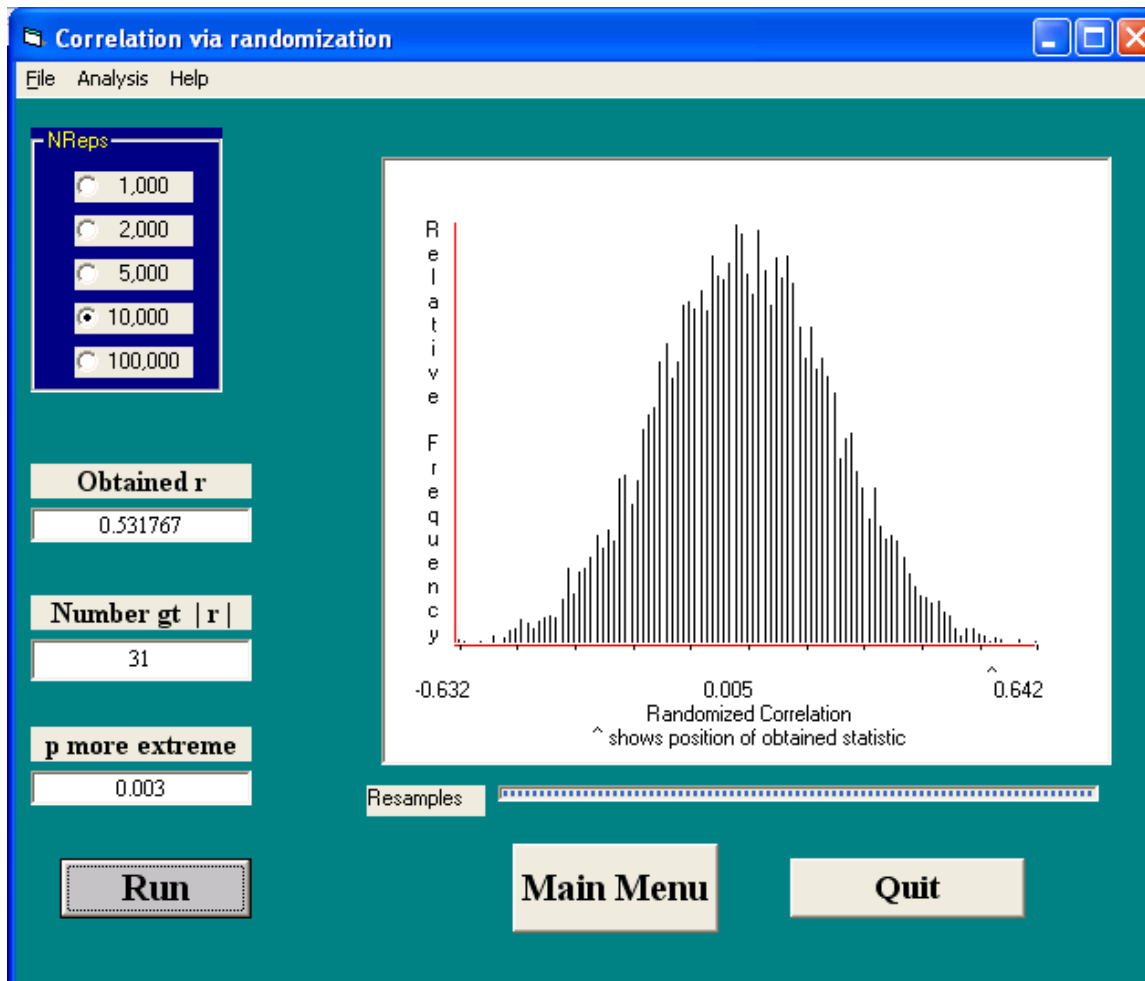 Correlation via randomization
File Analysis Help
NReps
1,000
2,000
5,000
10,000
100,000
Obtained r
0.531767
Number gt | r |
31
p more extreme
0.003
Run
Relative Frequency
-0.632 0.005 0.642
Randomized Correlation
^ shows position of obtained statistic
Resamples
Main Menu
Quit